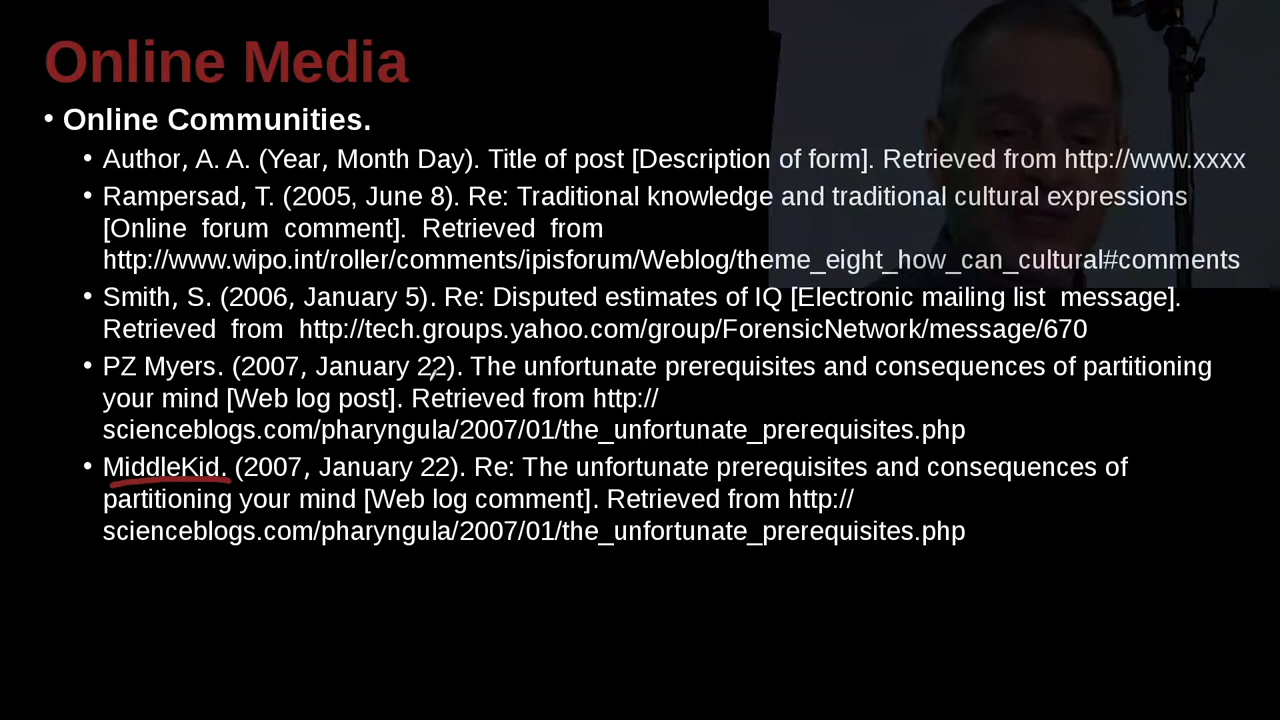 Online Media
• Online Communities.
• Author, A. A. (Year, Month Day). Title of post [Description of form]. Retrieved from http://www.xxxx
• Rampersad, T. (2005, June 8). Re: Traditional knowledge and traditional cultural expressions
[Online forum comment]. Retrieved from
http://www.wipo.int/roller/comments/ipisforum/Weblog/theme_eight_how_can_cultural#comments
• Smith, S. (2006, January 5). Re: Disputed estimates of IQ [Electronic mailing list message].
Retrieved from http://tech.groups.yahoo.com/group/ForensicNetwork/message/670
• PZ Myers. (2007, January 22). The unfortunate prerequisites and consequences of partitioning
your mind [Web log post]. Retrieved from http://
scienceblogs.com/pharyngula/2007/01/the_unfortunate_prerequisites.php
• MiddleKid. (2007, January 22). Re: The unfortunate prerequisites and consequences of
partitioning your mind [Web log comment]. Retrieved from http://
scienceblogs.com/pharyngula/2007/01/the_unfortunate_prerequisites.php